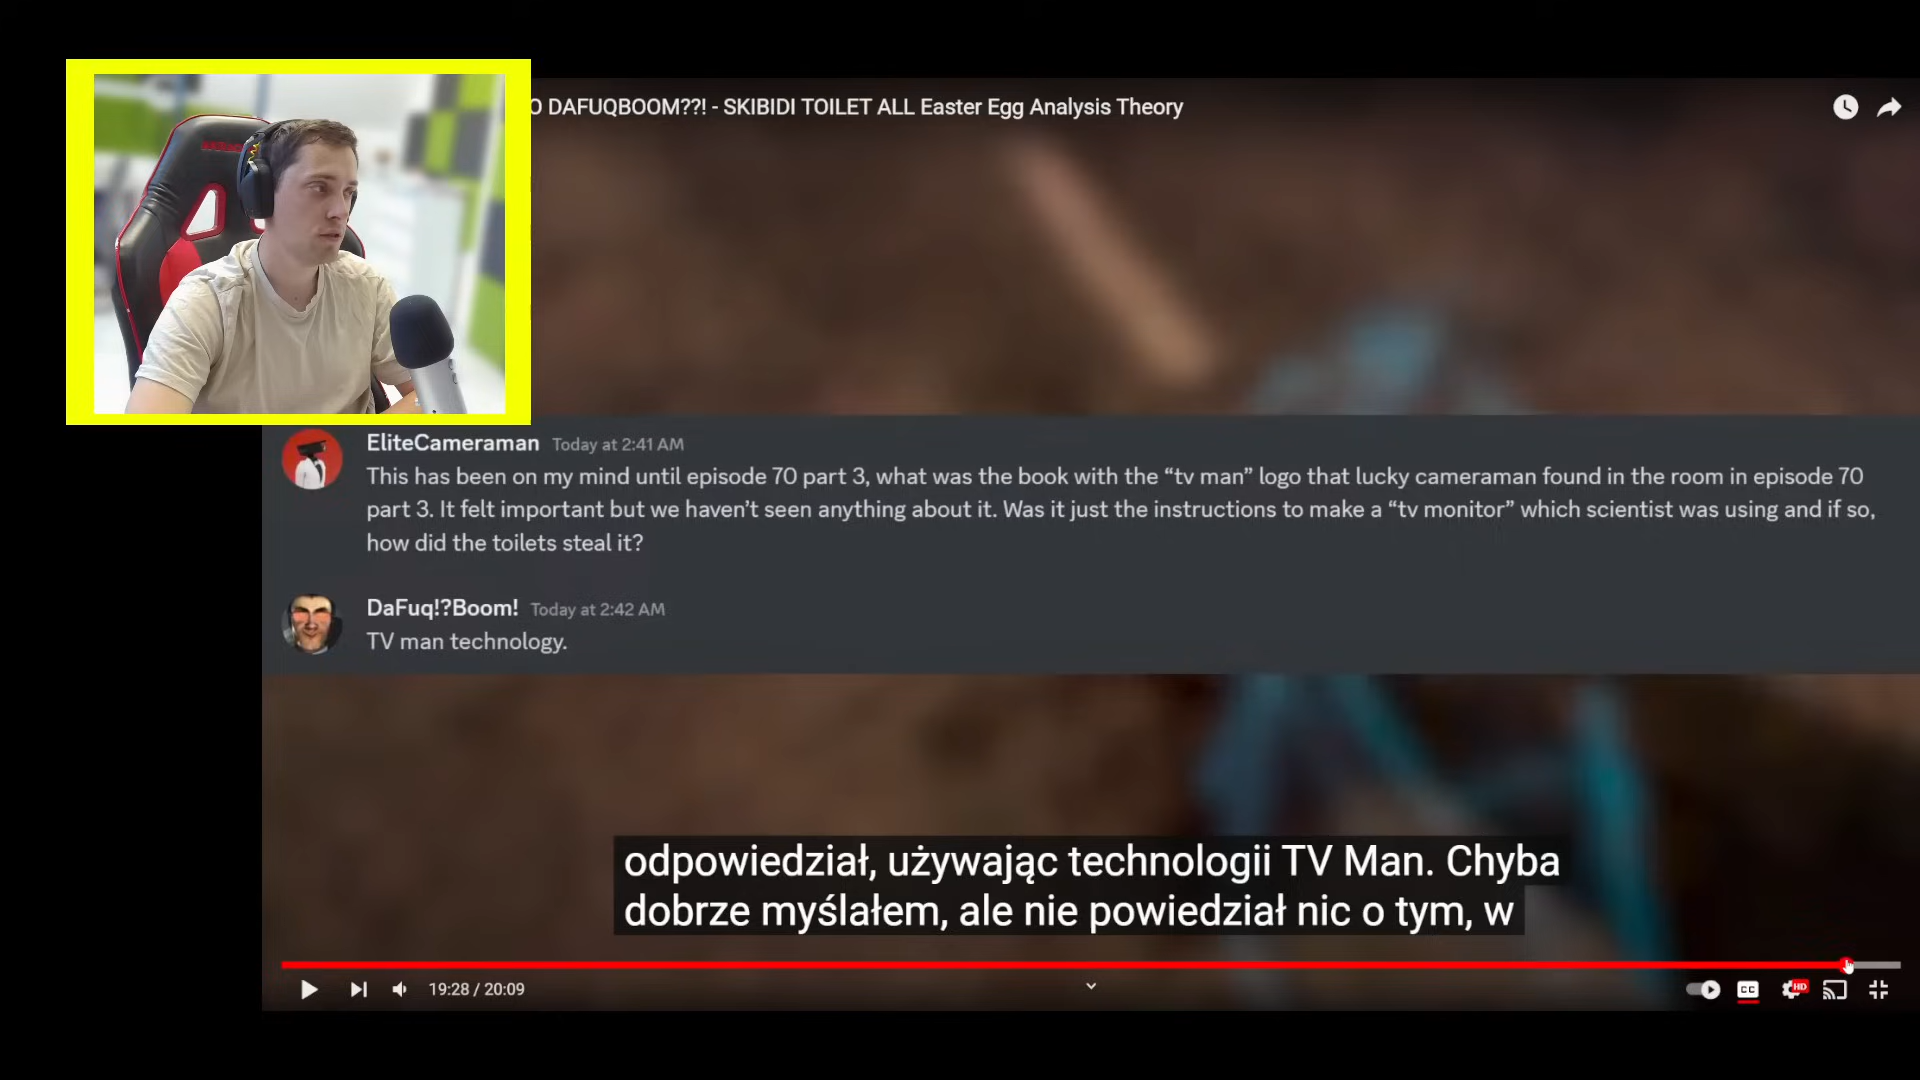 O DAFUQBOOM??! - SKIBIDI TOILET ALL Easter Egg Analysis Theory
EliteCameraman Today at 2:41 AM
This has been on my mind until episode 70 part 3, what was the book with the “tv man” logo that lucky cameraman found in the room in episode 70
part 3. It felt important but we haven’t seen anything about it. Was it just the instructions to make a “tv monitor” which scientist was using and if so,
how did the toilets steal it?
DaFuq!?Boom! Today at 2:42 AM
TV man technology.
odpowiedział, używając technologii TV Man. Chyba
dobrze myślałem, ale nie powiedział nic o tym, w
19:28 / 20:09
CC
HD